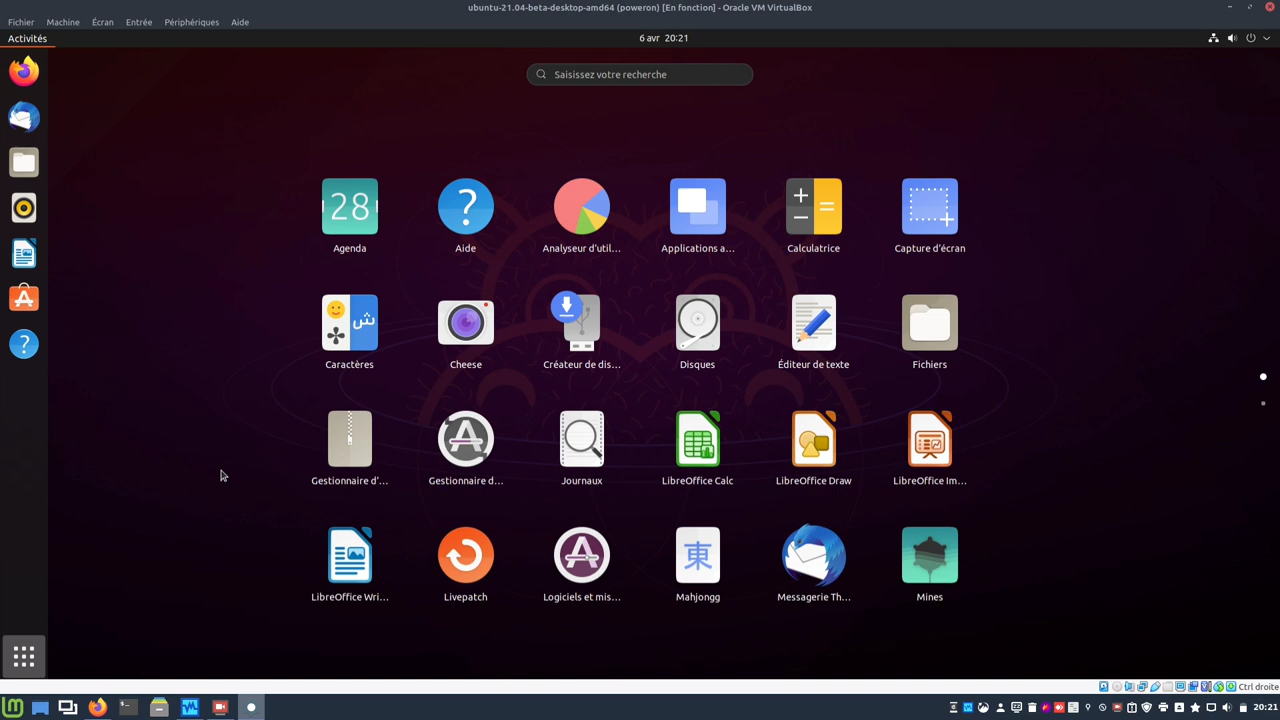 ubuntu-21.04-beta-desktop-amd64 (poweron) [En fonction] - Oracle VM VirtualBox
Fichier Machine Écran Entrée Périphériques Aide
Activités 6 avr 20:21
Saisissez votre recherche
28
Agenda Aide Analyseur d'util... Applications a... Calculatrice Capture d'écran
ش
Caractères Cheese Créateur de dis... Disques Éditeur de texte Fichiers
Gestionnaire d'... Gestionnaire d... Journaux LibreOffice Calc LibreOffice Draw LibreOffice Im...
東
LibreOffice Wri... Livepatch Logiciels et mis... Mahjongg Messagerie Th... Mines
Ctrl droite
20:21